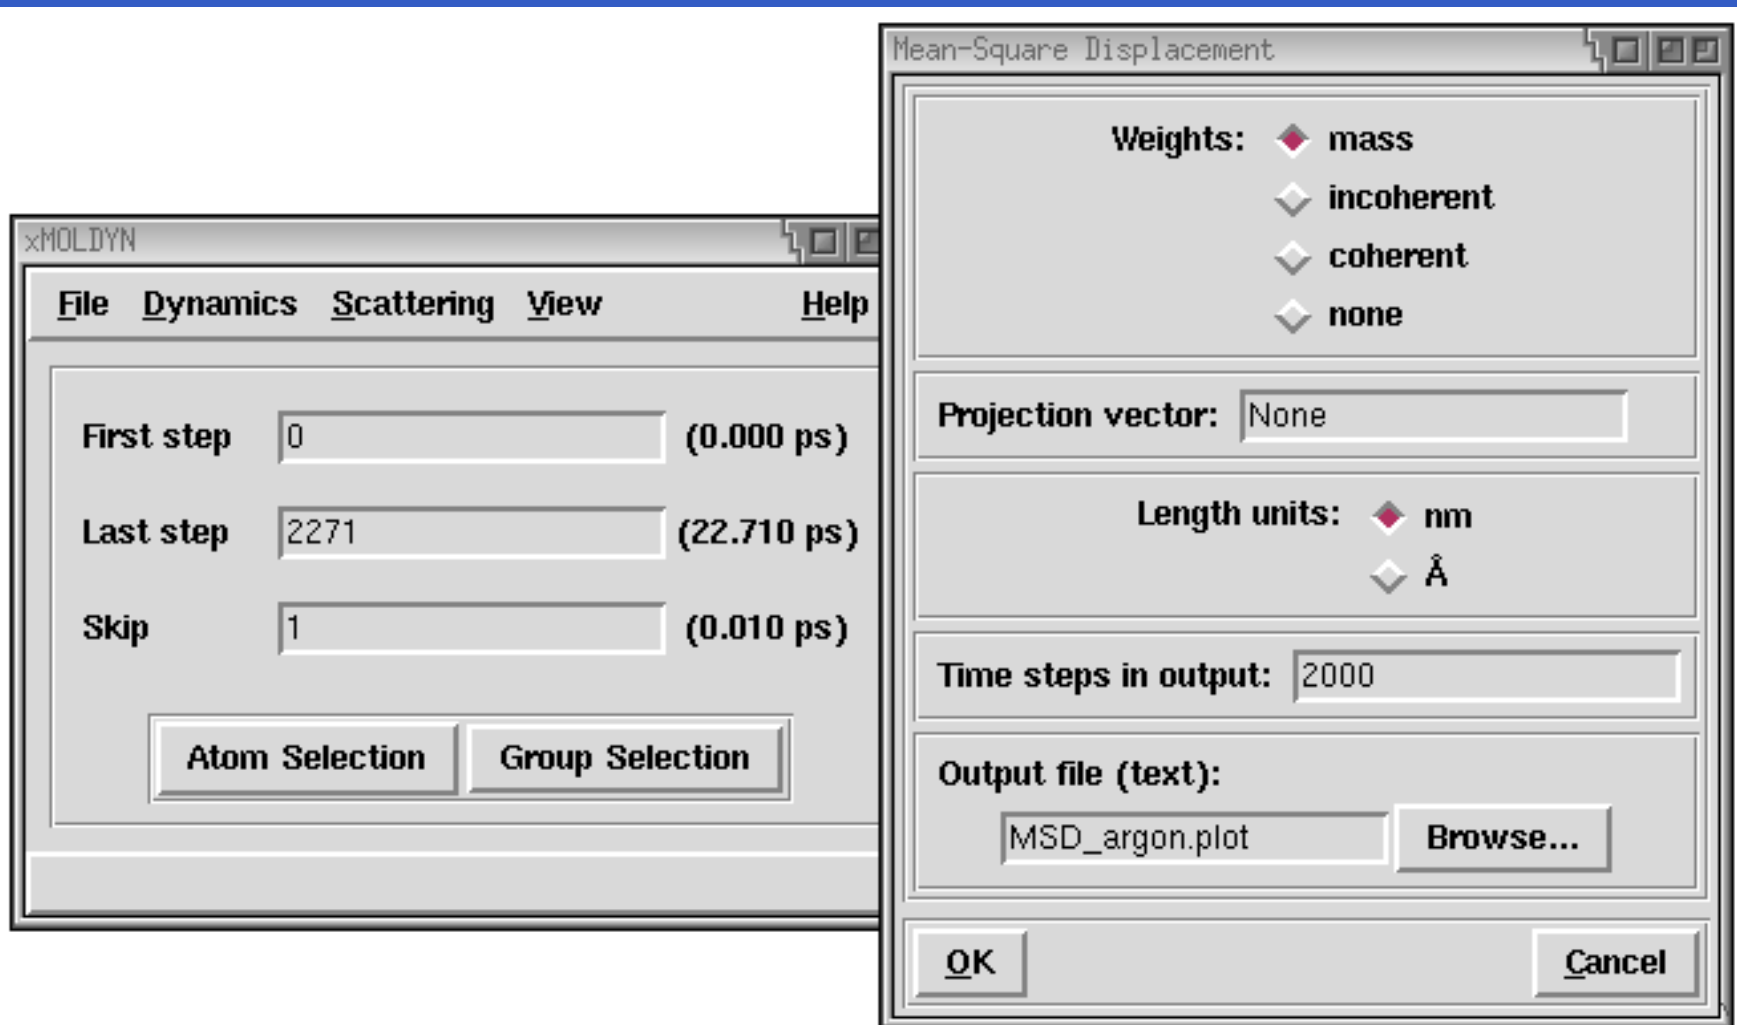 xMOLDYN
File Dynamics Scattering View Help
First step 0 (0.000 ps)
Last step 2271 (22.710 ps)
Skip 1 (0.010 ps)
Atom Selection Group Selection
Mean-Square Displacement
Weights: mass
incoherent
coherent
none
Projection vector: None
Length units: nm
Å
Time steps in output: 2000
Output file (text):
MSD_argon.plot Browse...
OK Cancel